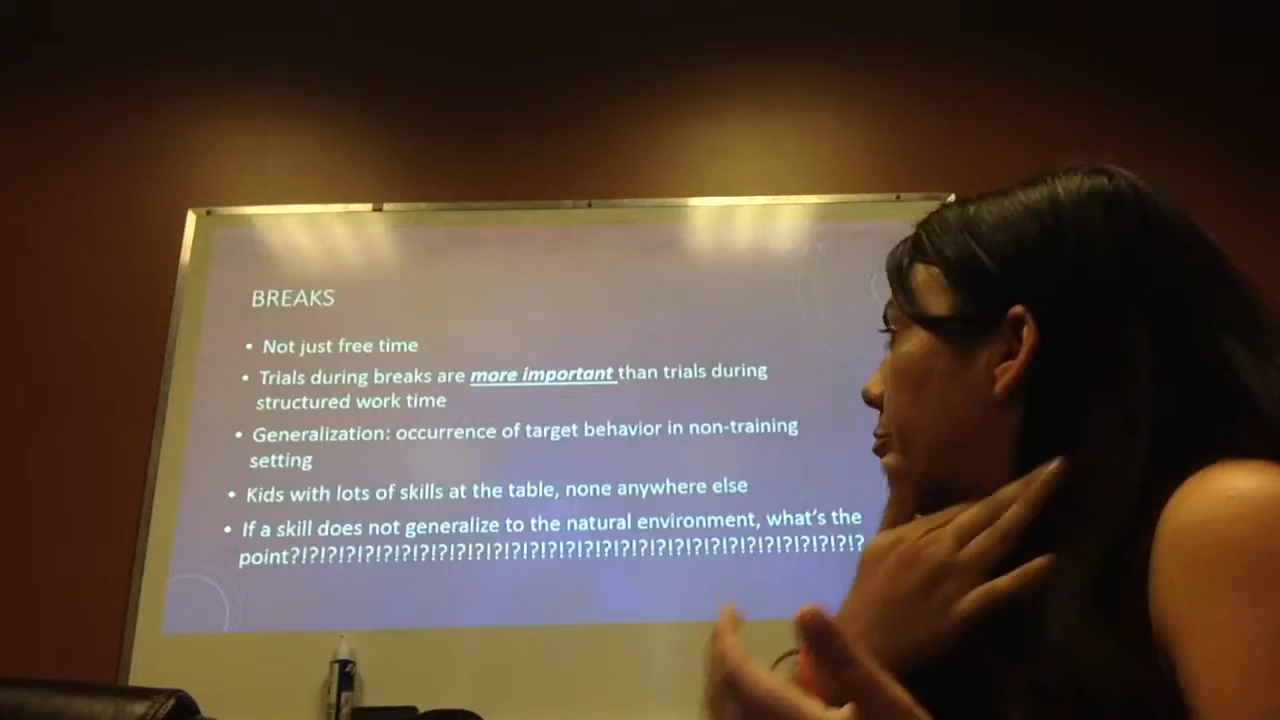 BREAKS
• Not just free time
• Trials during breaks are more important than trials during
structured work time
• Generalization: occurrence of target behavior in non-training
setting
• Kids with lots of skills at the table, none anywhere else
• If a skill does not generalize to the natural environment, what's the
point?!?!?!?!?!?!?!?!?!?!?!?!?!?!?!?!?!?!?!?!?!?!?!?!?!?!?!?!?!?